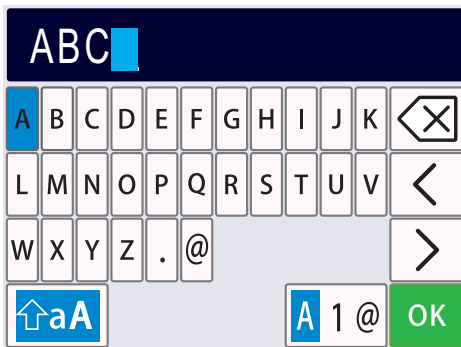 ABC
A B C D E F G H I J K
L M N O P Q R S T U V
W X Y Z . @
aA A 1 @ OK